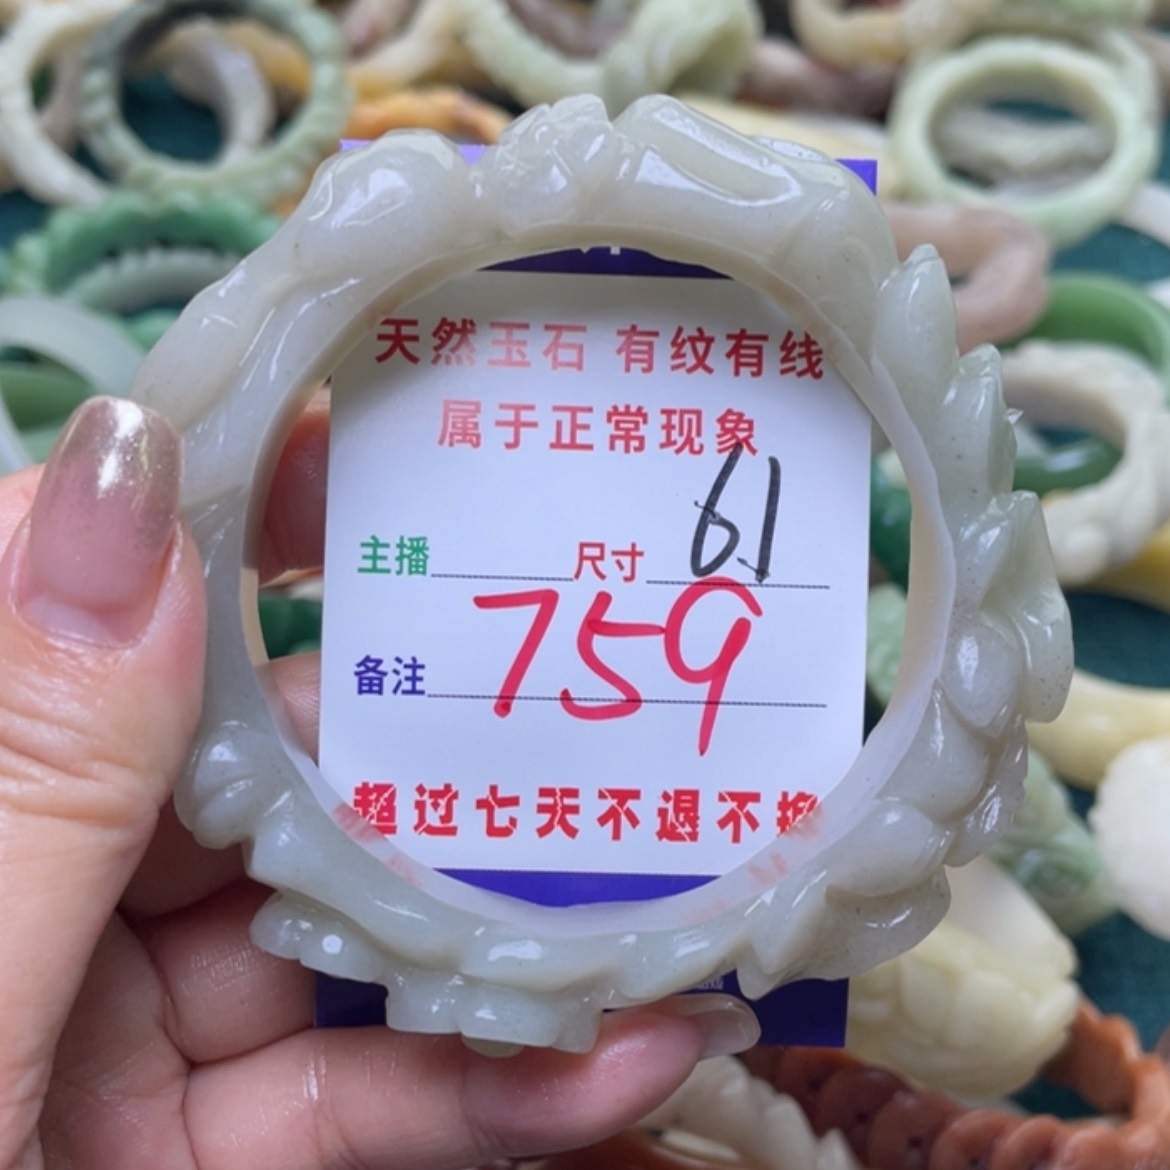 天然玉石 有纹有线
属于正常现象
主播 尺寸 61
759
备注
超过七天不退不换